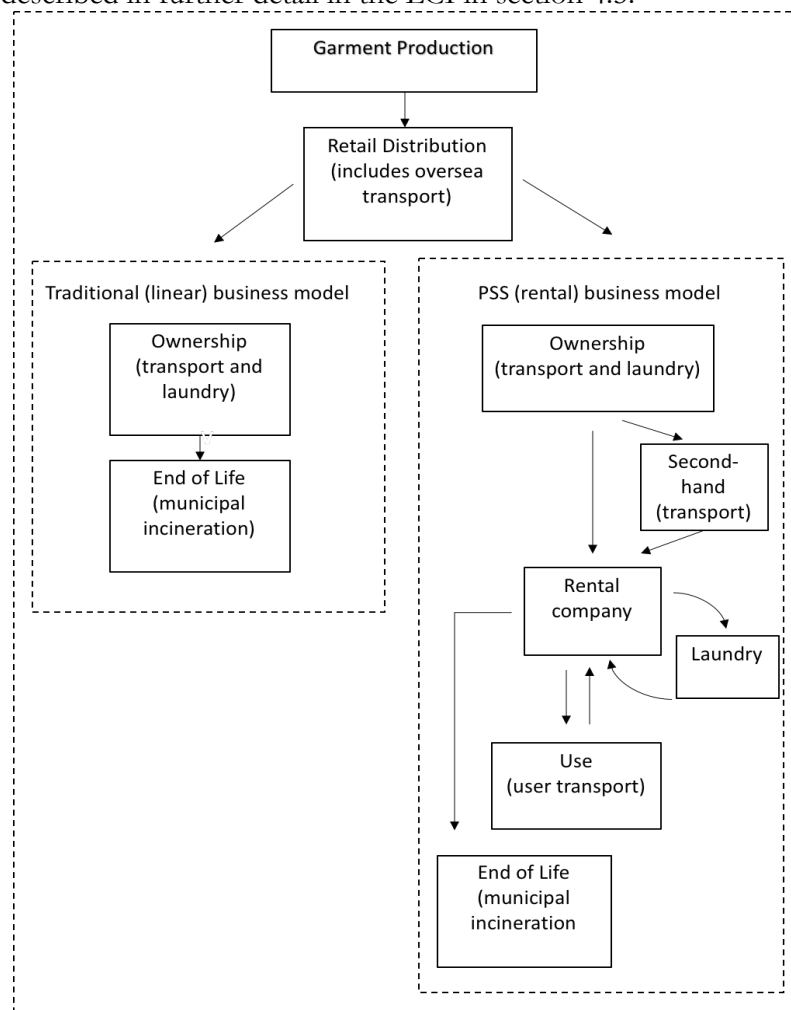 described in further detail in the LCI in section 4.3.
Garment Production
Retail Distribution
(includes oversea
transport)
Traditional (linear) business model
Ownership
(transport and
laundry)
End of Life
(municipal
incineration)
PSS (rental) business model
Ownership
(transport and laundry)
Second-
hand
(transport)
Rental
company
Laundry
Use
(user transport)
End of Life
(municipal
incineration